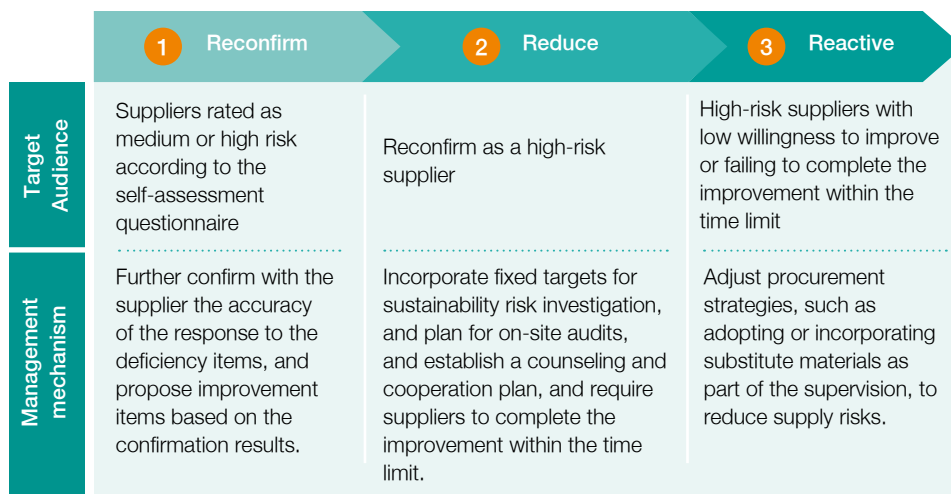 1 Reconfirm
2 Reduce
3 Reactive
Target
Audience
Suppliers rated as
medium or high risk
according to the
self-assessment
questionnaire
Reconfirm as a high-risk
supplier
High-risk suppliers with
low willingness to improve
or failing to complete the
improvement within the
time limit
Management
mechanism
Further confirm with the
supplier the accuracy
of the response to the
deficiency items, and
propose improvement
items based on the
confirmation results.
Incorporate fixed targets for
sustainability risk investigation,
and plan for on-site audits,
and establish a counseling and
cooperation plan, and require
suppliers to complete the
improvement within the time
limit.
Adjust procurement
strategies, such as
adopting or incorporating
substitute materials as
part of the supervision, to
reduce supply risks.